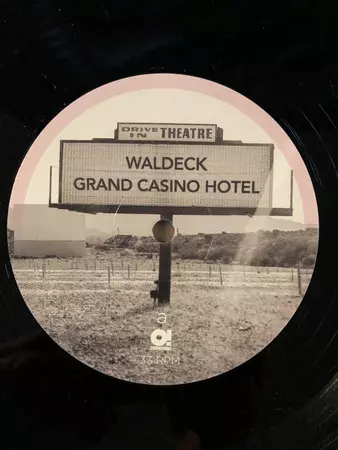 DRIVE IN THEATRE
WALDECK
GRAND CASINO HOTEL
a
33 RPM